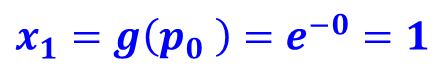 x₁ = g(p₀ ) = e⁻⁰ = 1